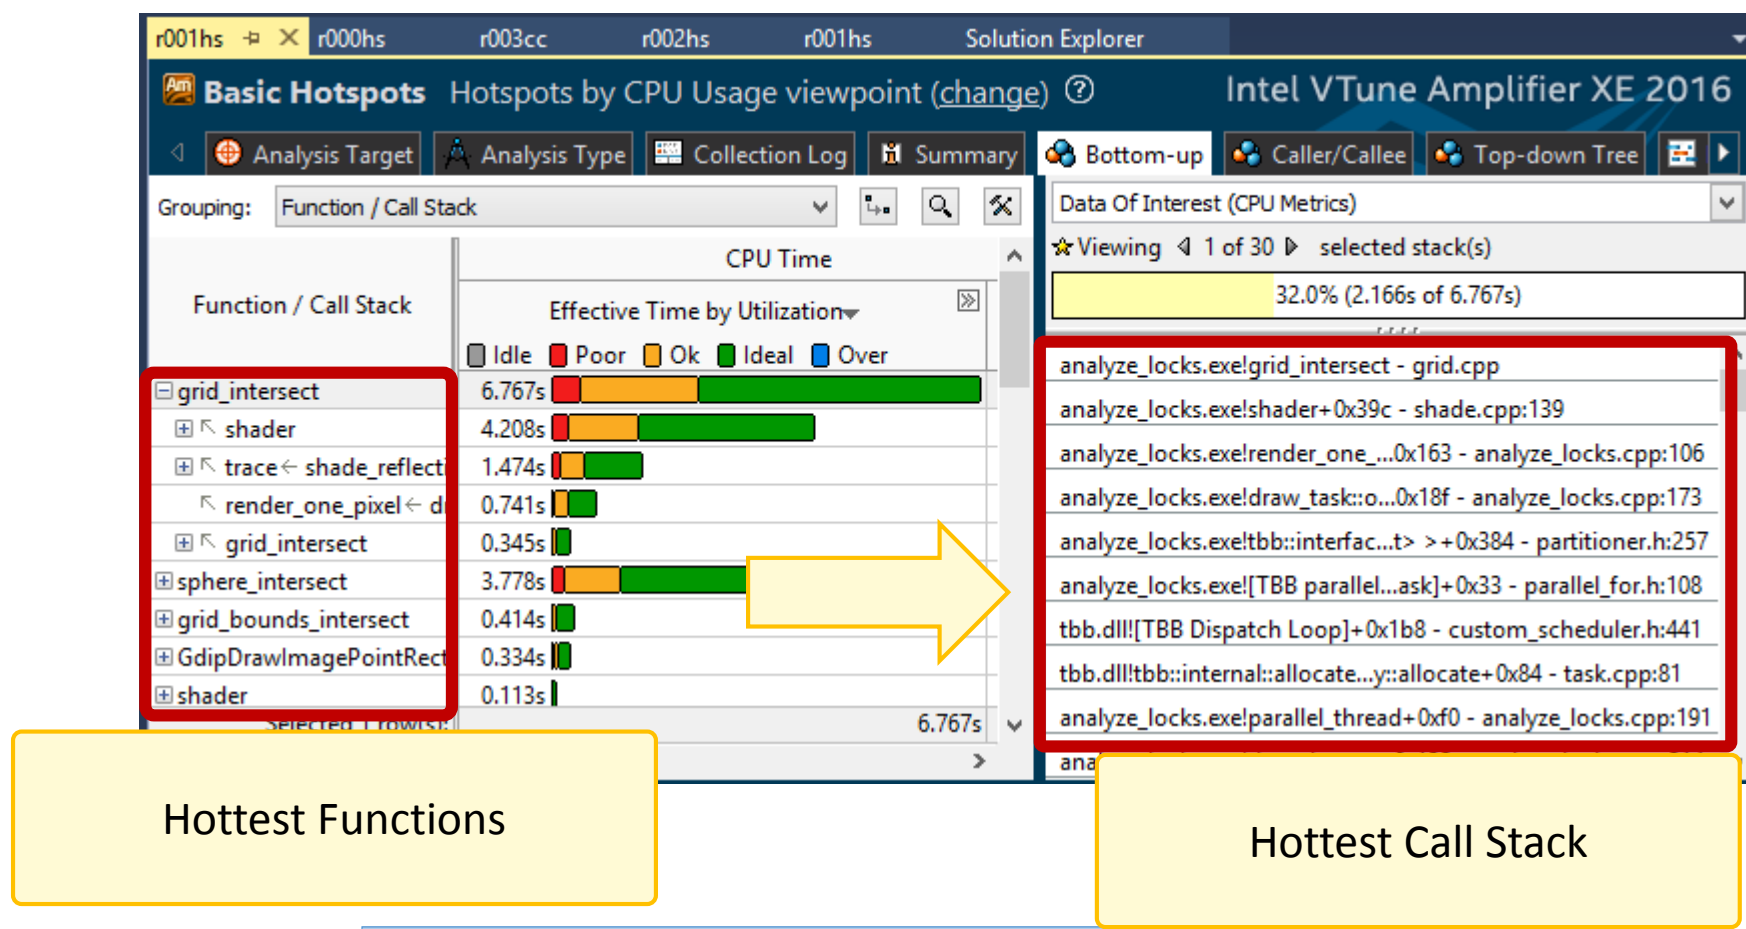 r001hs r000hs r003cc r002hs r001hs Solution Explorer
Am Basic Hotspots Hotspots by CPU Usage viewpoint (change) ? Intel VTune Amplifier XE 2016
Analysis Target Analysis Type Collection Log Summary Bottom-up Caller/Callee Top-down Tree
Grouping: Function / Call Stack
Function / Call Stack
CPU Time
Effective Time by Utilization
Idle Poor Ok Ideal Over
grid_intersect 6.767s
shader 4.208s
trace← shade_reflecti 1.474s
render_one_pixel← d 0.741s
grid_intersect 0.345s
sphere_intersect 3.778s
grid_bounds_intersect 0.414s
GdipDrawImagePointRect 0.334s
shader 0.113s
Selected 1 row(s): 6.767s
Data Of Interest (CPU Metrics)
Viewing 1 of 30 selected stack(s)
32.0% (2.166s of 6.767s)
analyze_locks.exe!grid_intersect - grid.cpp
analyze_locks.exe!shader+0x39c - shade.cpp:139
analyze_locks.exe!render_one_...0x163 - analyze_locks.cpp:106
analyze_locks.exe!draw_task::o...0x18f - analyze_locks.cpp:173
analyze_locks.exe!tbb::interfac...t> >+0x384 - partitioner.h:257
analyze_locks.exe![TBB parallel...ask]+0x33 - parallel_for.h:108
tbb.dll![TBB Dispatch Loop]+0x1b8 - custom_scheduler.h:441
tbb.dll!tbb::internal::allocate...y::allocate+0x84 - task.cpp:81
analyze_locks.exe!parallel_thread+0xf0 - analyze_locks.cpp:191
ana
Hottest Functions
Hottest Call Stack